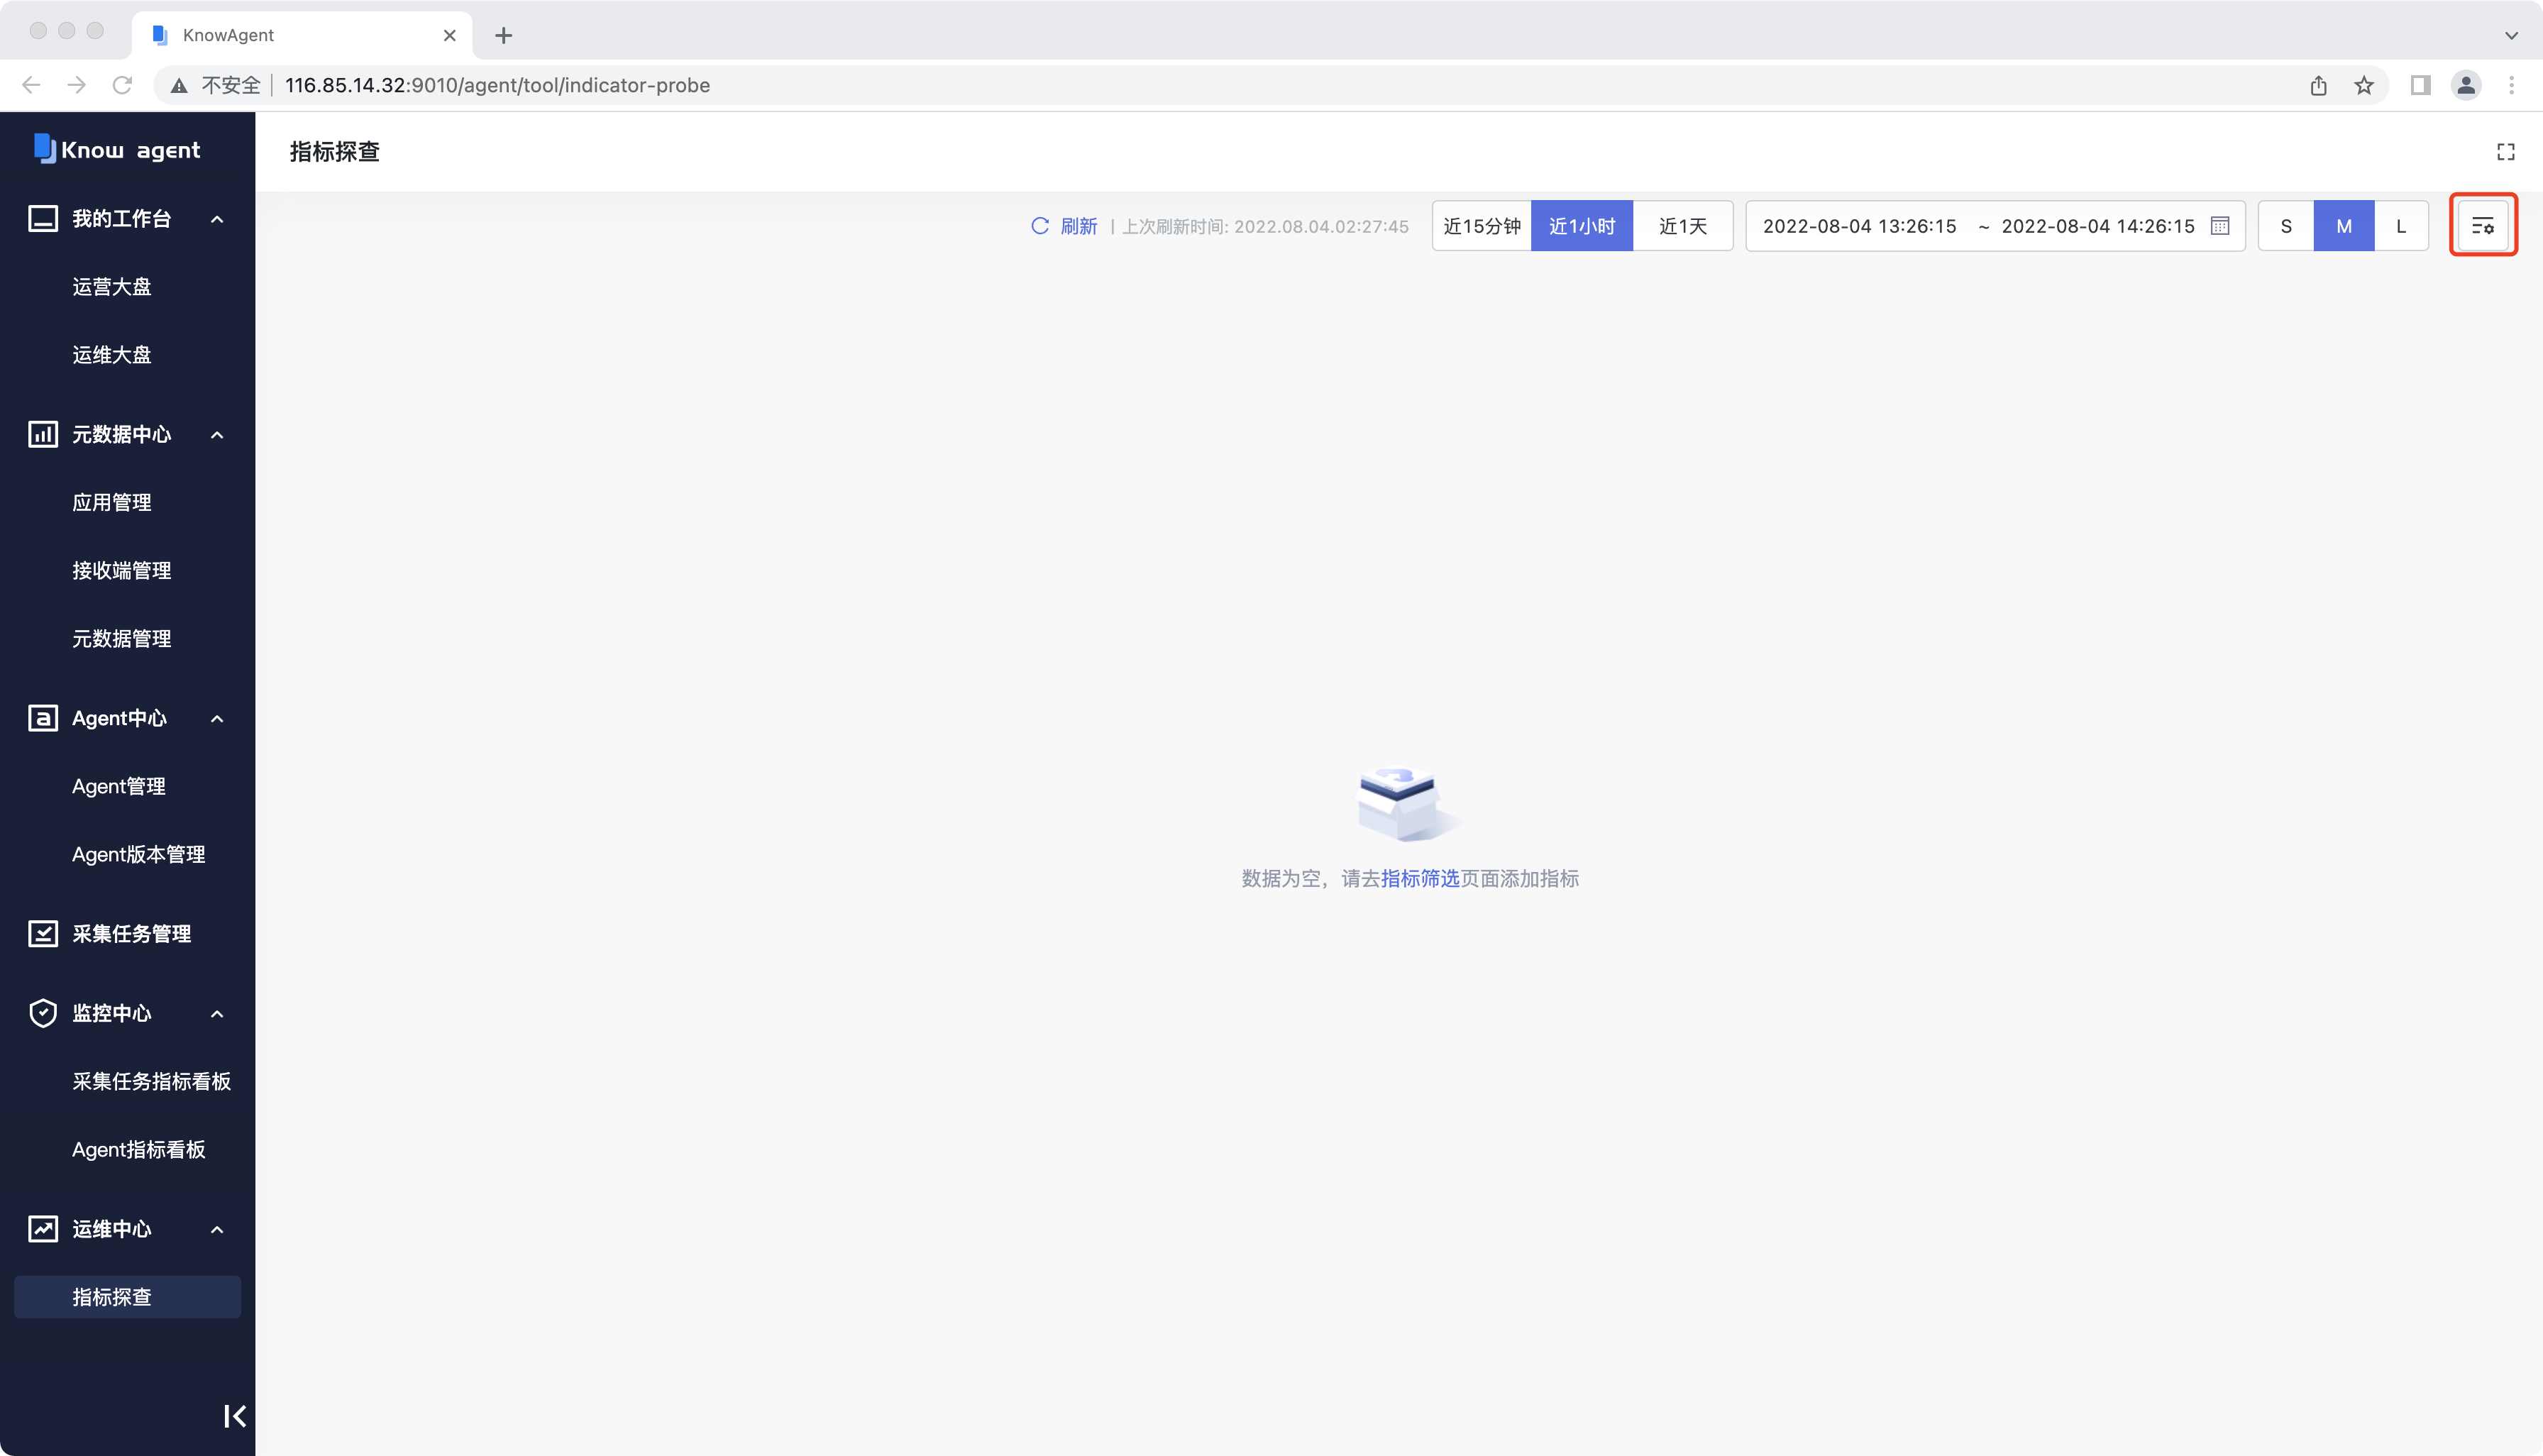 KnowAgent
不安全
116.85.14.32:9010/agent/tool/indicator-probe
Know agent
我的工作台
运营大盘
运维大盘
元数据中心
应用管理
接收端管理
元数据管理
Agent中心
Agent管理
Agent版本管理
采集任务管理
监控中心
采集任务指标看板
Agent指标看板
运维中心
指标探查
指标探查
刷新 | 上次刷新时间: 2022.08.04.02:27:45
近15分钟 近1小时 近1天
2022-08-04 13:26:15 ~ 2022-08-04 14:26:15
S M L
数据为空，请去指标筛选页面添加指标